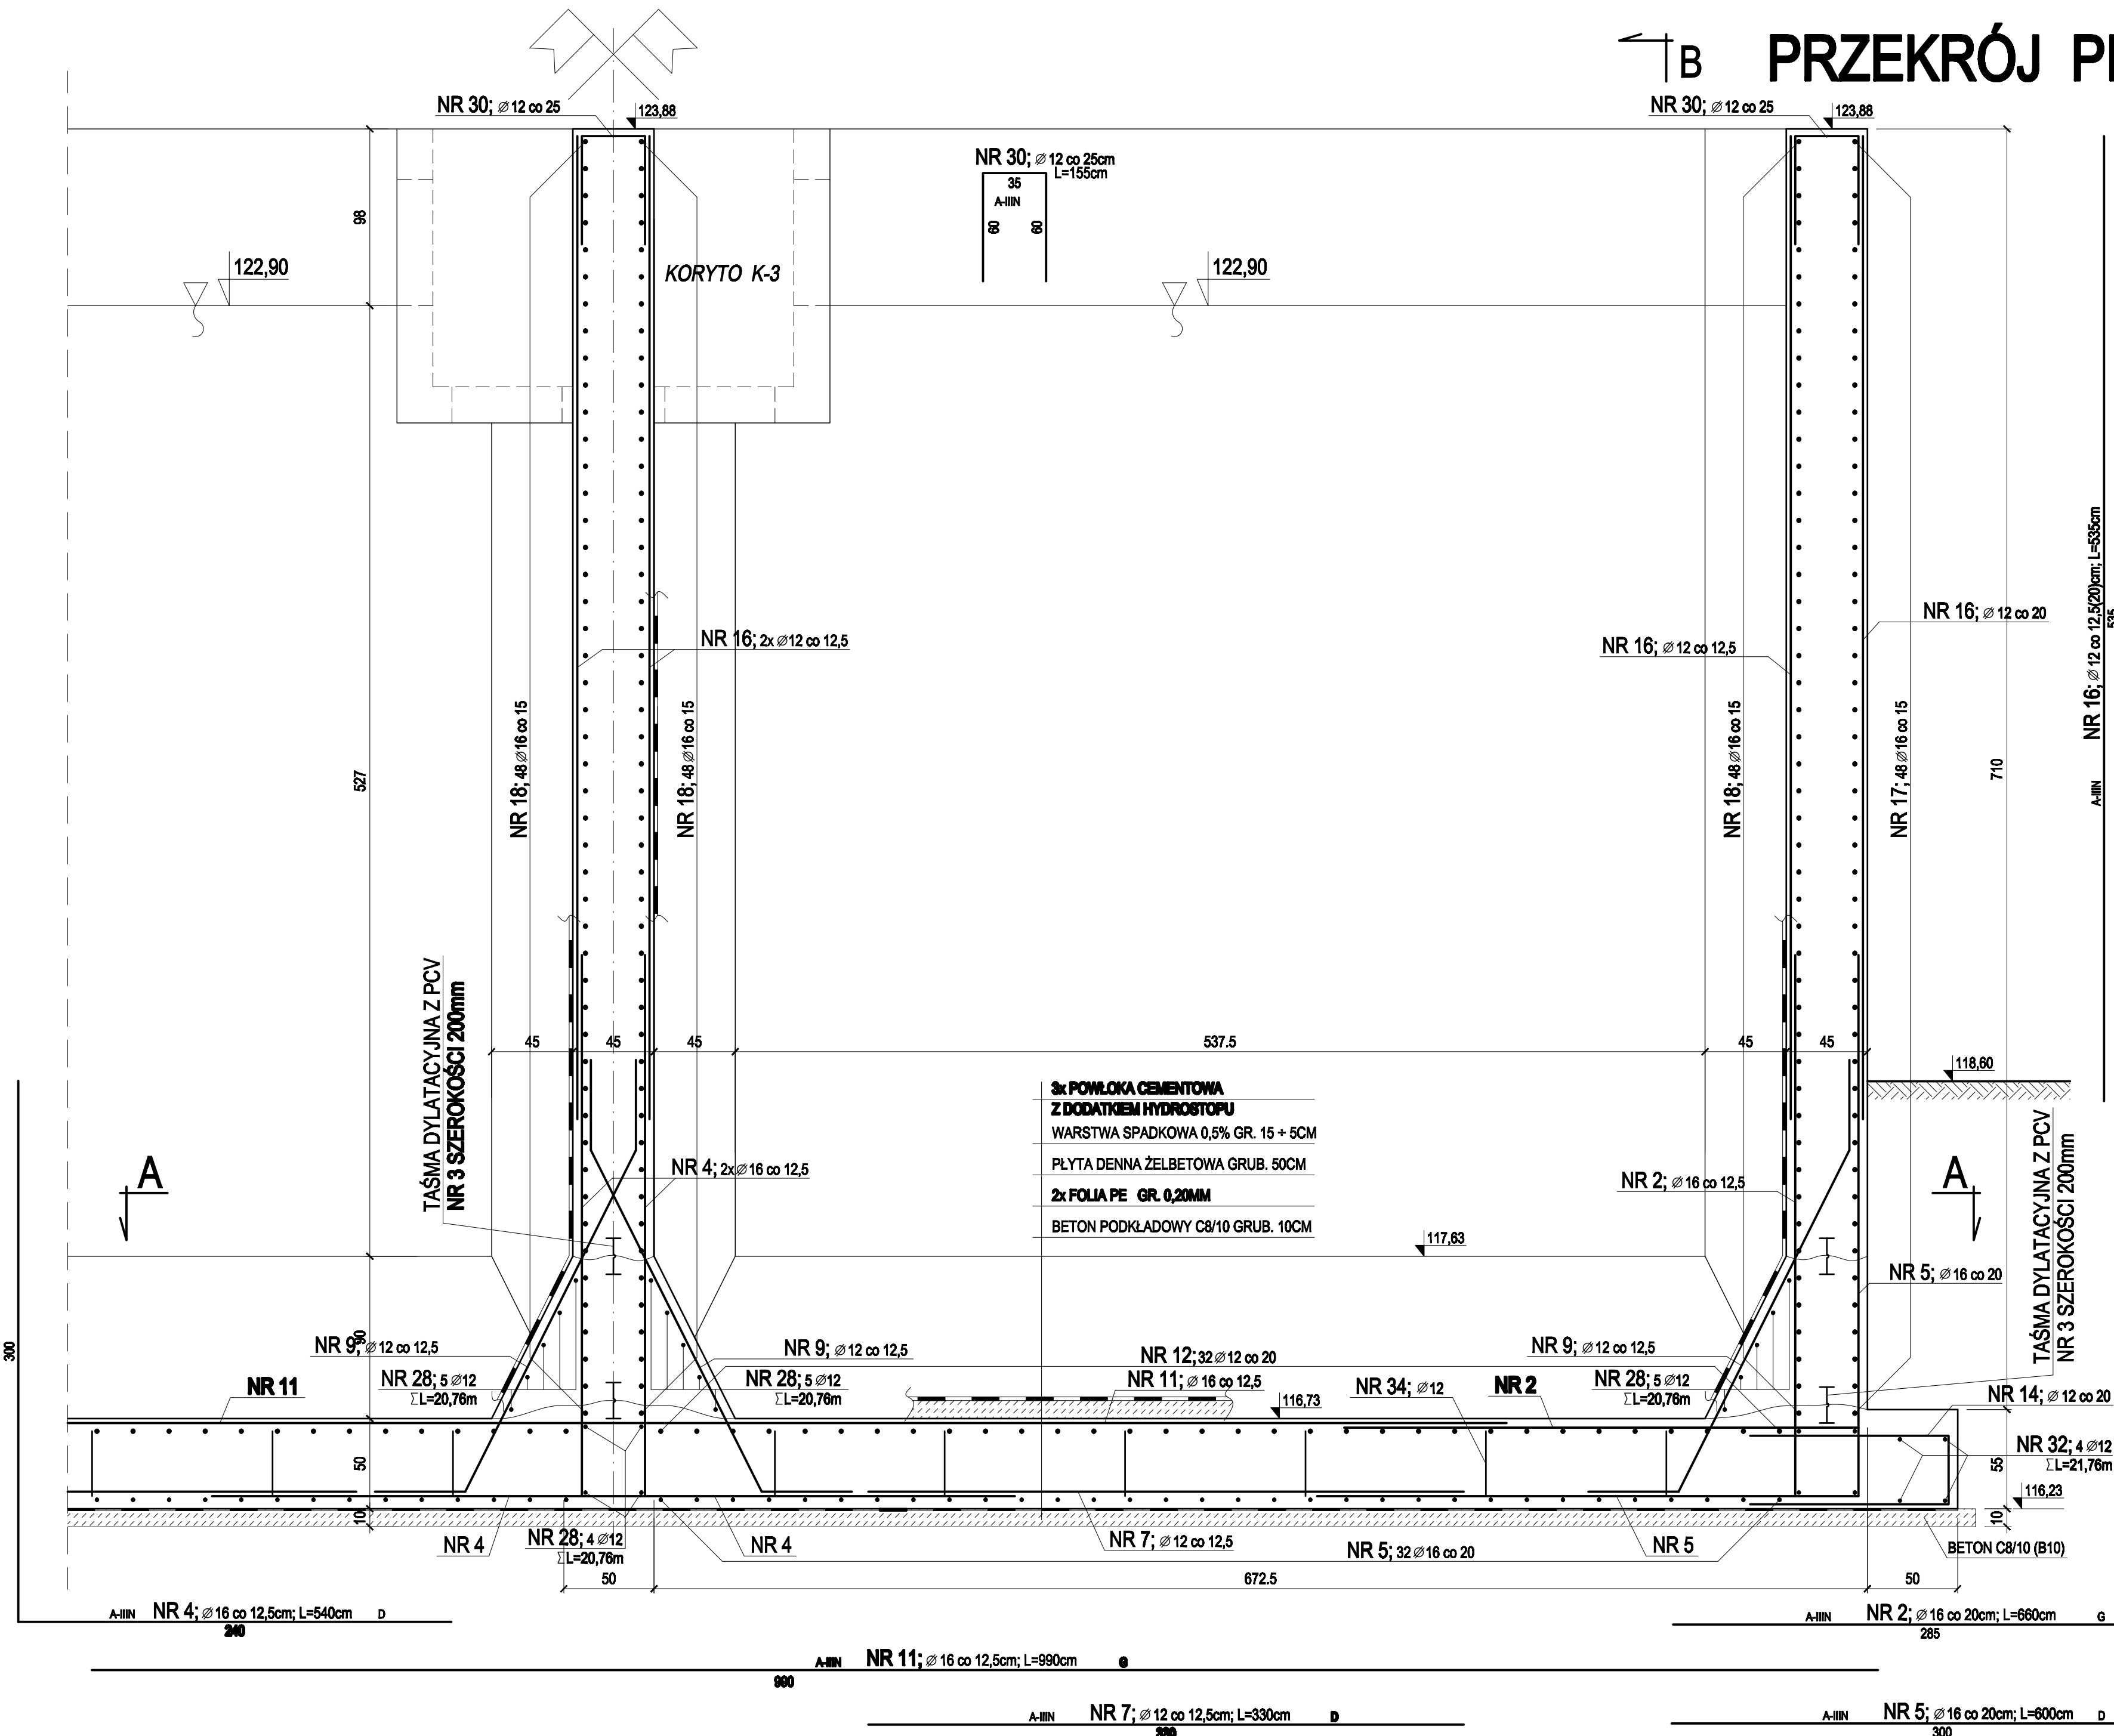 B
PRZEKRÓJ
NR 30; ⌀ 12 co 25
123,88
NR 30; ⌀ 12 co 25
123,88
NR 30; ⌀ 12 co 25cm
L=155cm
35
A-IIIN
60
60
98
122,90
KORYTO K-3
122,90
NR 16; 2x ⌀ 12 co 12,5
NR 16; ⌀ 12 co 12,5
NR 16; ⌀ 12 co 20
NR 16; ⌀ 12 co 12,5(20)cm; L=535cm
535
A-IIIN
527
NR 18; 48 ⌀ 16 co 15
NR 18; 48 ⌀ 16 co 15
NR 18; 48 ⌀ 16 co 15
NR 17; 48 ⌀ 16 co 15
710
TAŚMA DYLATACYJNA Z PCV
NR 3 SZEROKOŚCI 200mm
45
45
45
537.5
45
45
118,60
3x POWŁOKA CEMENTOWA
Z DODATKIEM HYDROSTOPU
WARSTWA SPADKOWA 0,5% GR. 15 ÷ 5CM
PŁYTA DENNA ŻELBETOWA GRUB. 50CM
2x FOLIA PE GR. 0,20MM
BETON PODKŁADOWY C8/10 GRUB. 10CM
A
NR 4; 2x ⌀ 16 co 12,5
NR 2; ⌀ 16 co 12,5
A
TAŚMA DYLATACYJNA Z PCV
NR 3 SZEROKOŚCI 200mm
117,63
NR 5; ⌀ 16 co 20
300
NR 9; ⌀ 12 co 12,5
90
NR 9; ⌀ 12 co 12,5
NR 12; 32 ⌀ 12 co 20
NR 9; ⌀ 12 co 12,5
NR 11
NR 28; 5 ⌀12
ΣL=20,76m
NR 28; 5 ⌀12
ΣL=20,76m
NR 11; ⌀ 16 co 12,5
NR 34; ⌀ 12
NR 2
NR 28; 5 ⌀12
ΣL=20,76m
NR 14; ⌀ 12 co 20
116,73
50
NR 32; 4 ⌀12
ΣL=21,76m
55
116,23
10
10
NR 4
NR 28; 4 ⌀12
ΣL=20,76m
NR 4
NR 7; ⌀ 12 co 12,5
NR 5; 32 ⌀ 16 co 20
NR 5
BETON C8/10 (B10)
50
672.5
50
A-IIIN NR 4; ⌀ 16 co 12,5cm; L=540cm D
240
A-IIIN NR 2; ⌀ 16 co 20cm; L=660cm G
285
A-IIIN NR 11; ⌀ 16 co 12,5cm; L=990cm G
990
A-IIIN NR 7; ⌀ 12 co 12,5cm; L=330cm D
330
A-IIIN NR 5; ⌀ 16 co 20cm; L=600cm D
300